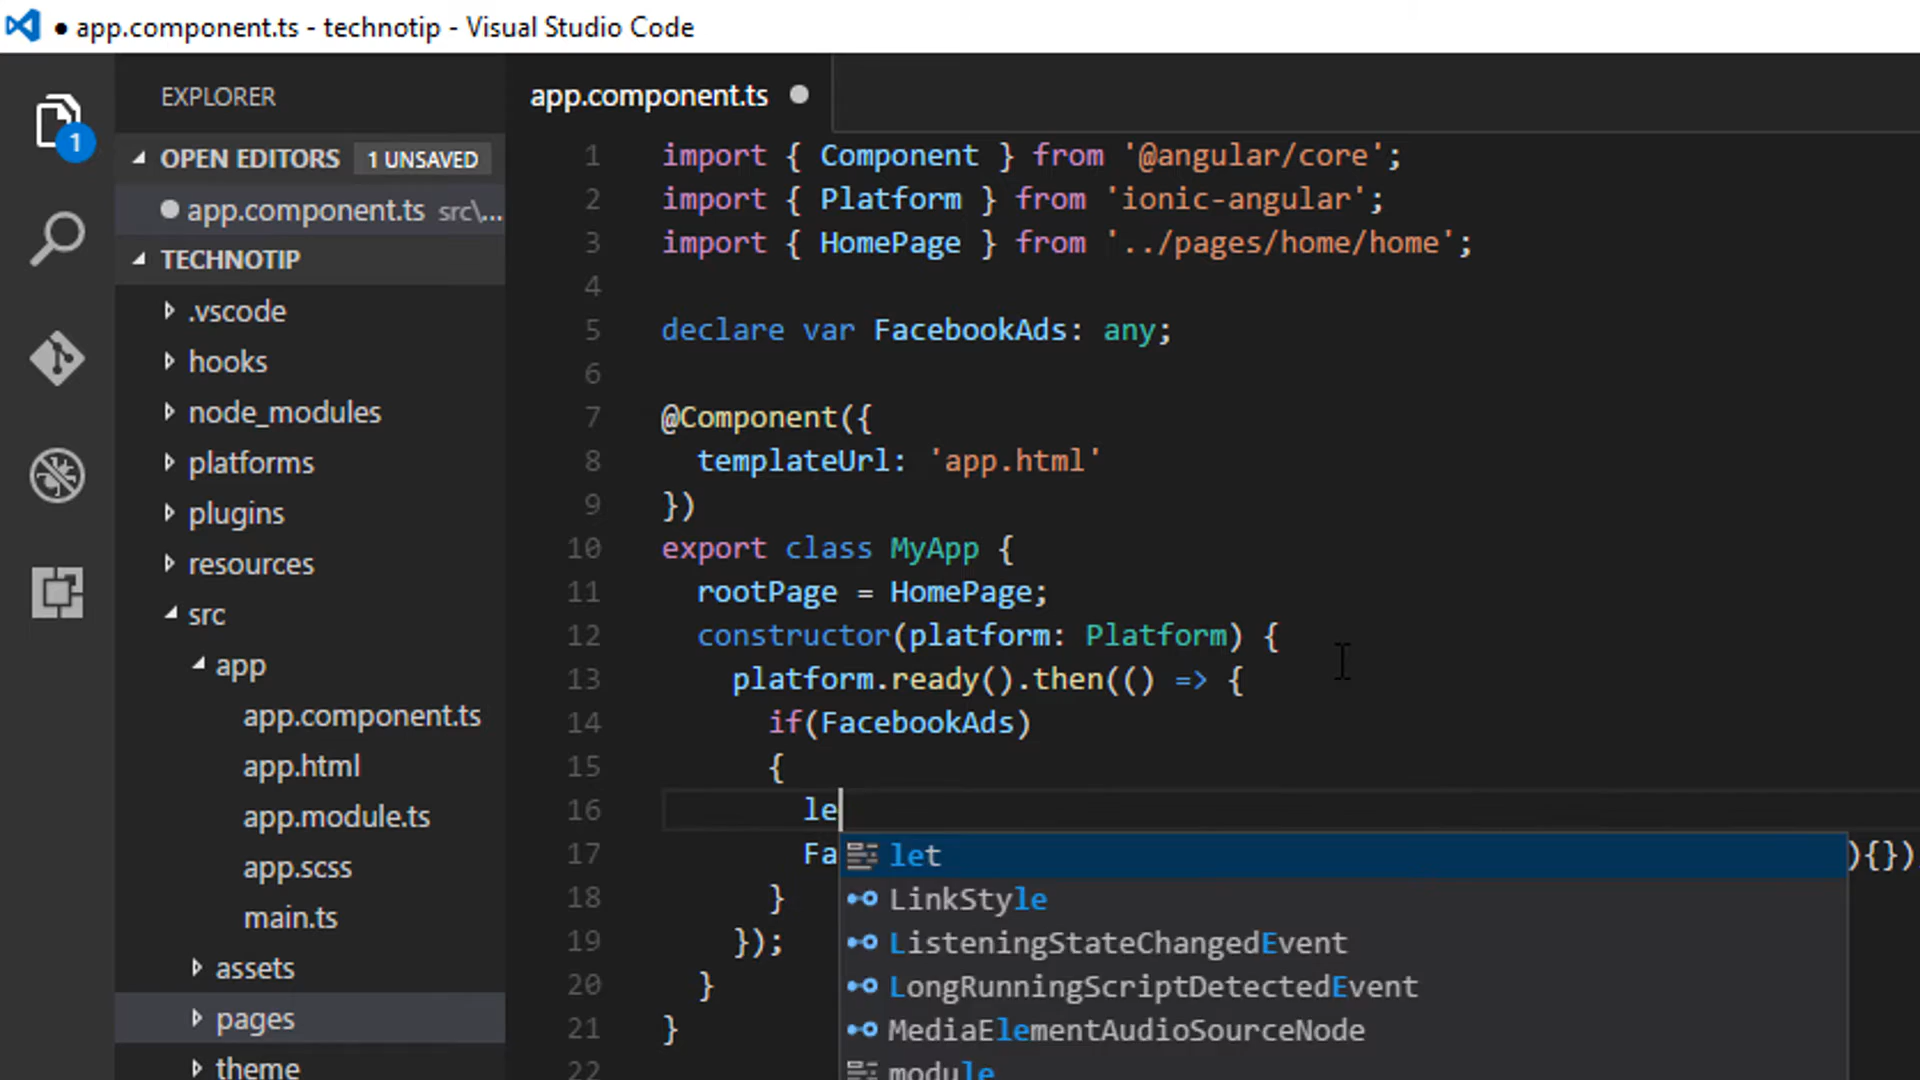 app.component.ts - technotip - Visual Studio Code
EXPLORER
OPEN EDITORS 1 UNSAVED
app.component.ts src\...
TECHNOTIP
.vscode
hooks
node_modules
platforms
plugins
resources
src
app
app.component.ts
app.html
app.module.ts
app.scss
main.ts
assets
pages
theme
1
app.component.ts
1 import { Component } from '@angular/core';
2 import { Platform } from 'ionic-angular';
3 import { HomePage } from '../pages/home/home';
4
5 declare var FacebookAds: any;
6
7 @Component({
8 templateUrl: 'app.html'
9 })
10 export class MyApp {
11 rootPage = HomePage;
12 constructor(platform: Platform) {
13 platform.ready().then(() => {
14 if(FacebookAds)
15 {
16 le
17 Fa ){})
18 }
19 });
20 }
21 }
22
let
LinkStyle
ListeningStateChangedEvent
LongRunningScriptDetectedEvent
MediaElementAudioSourceNode
module